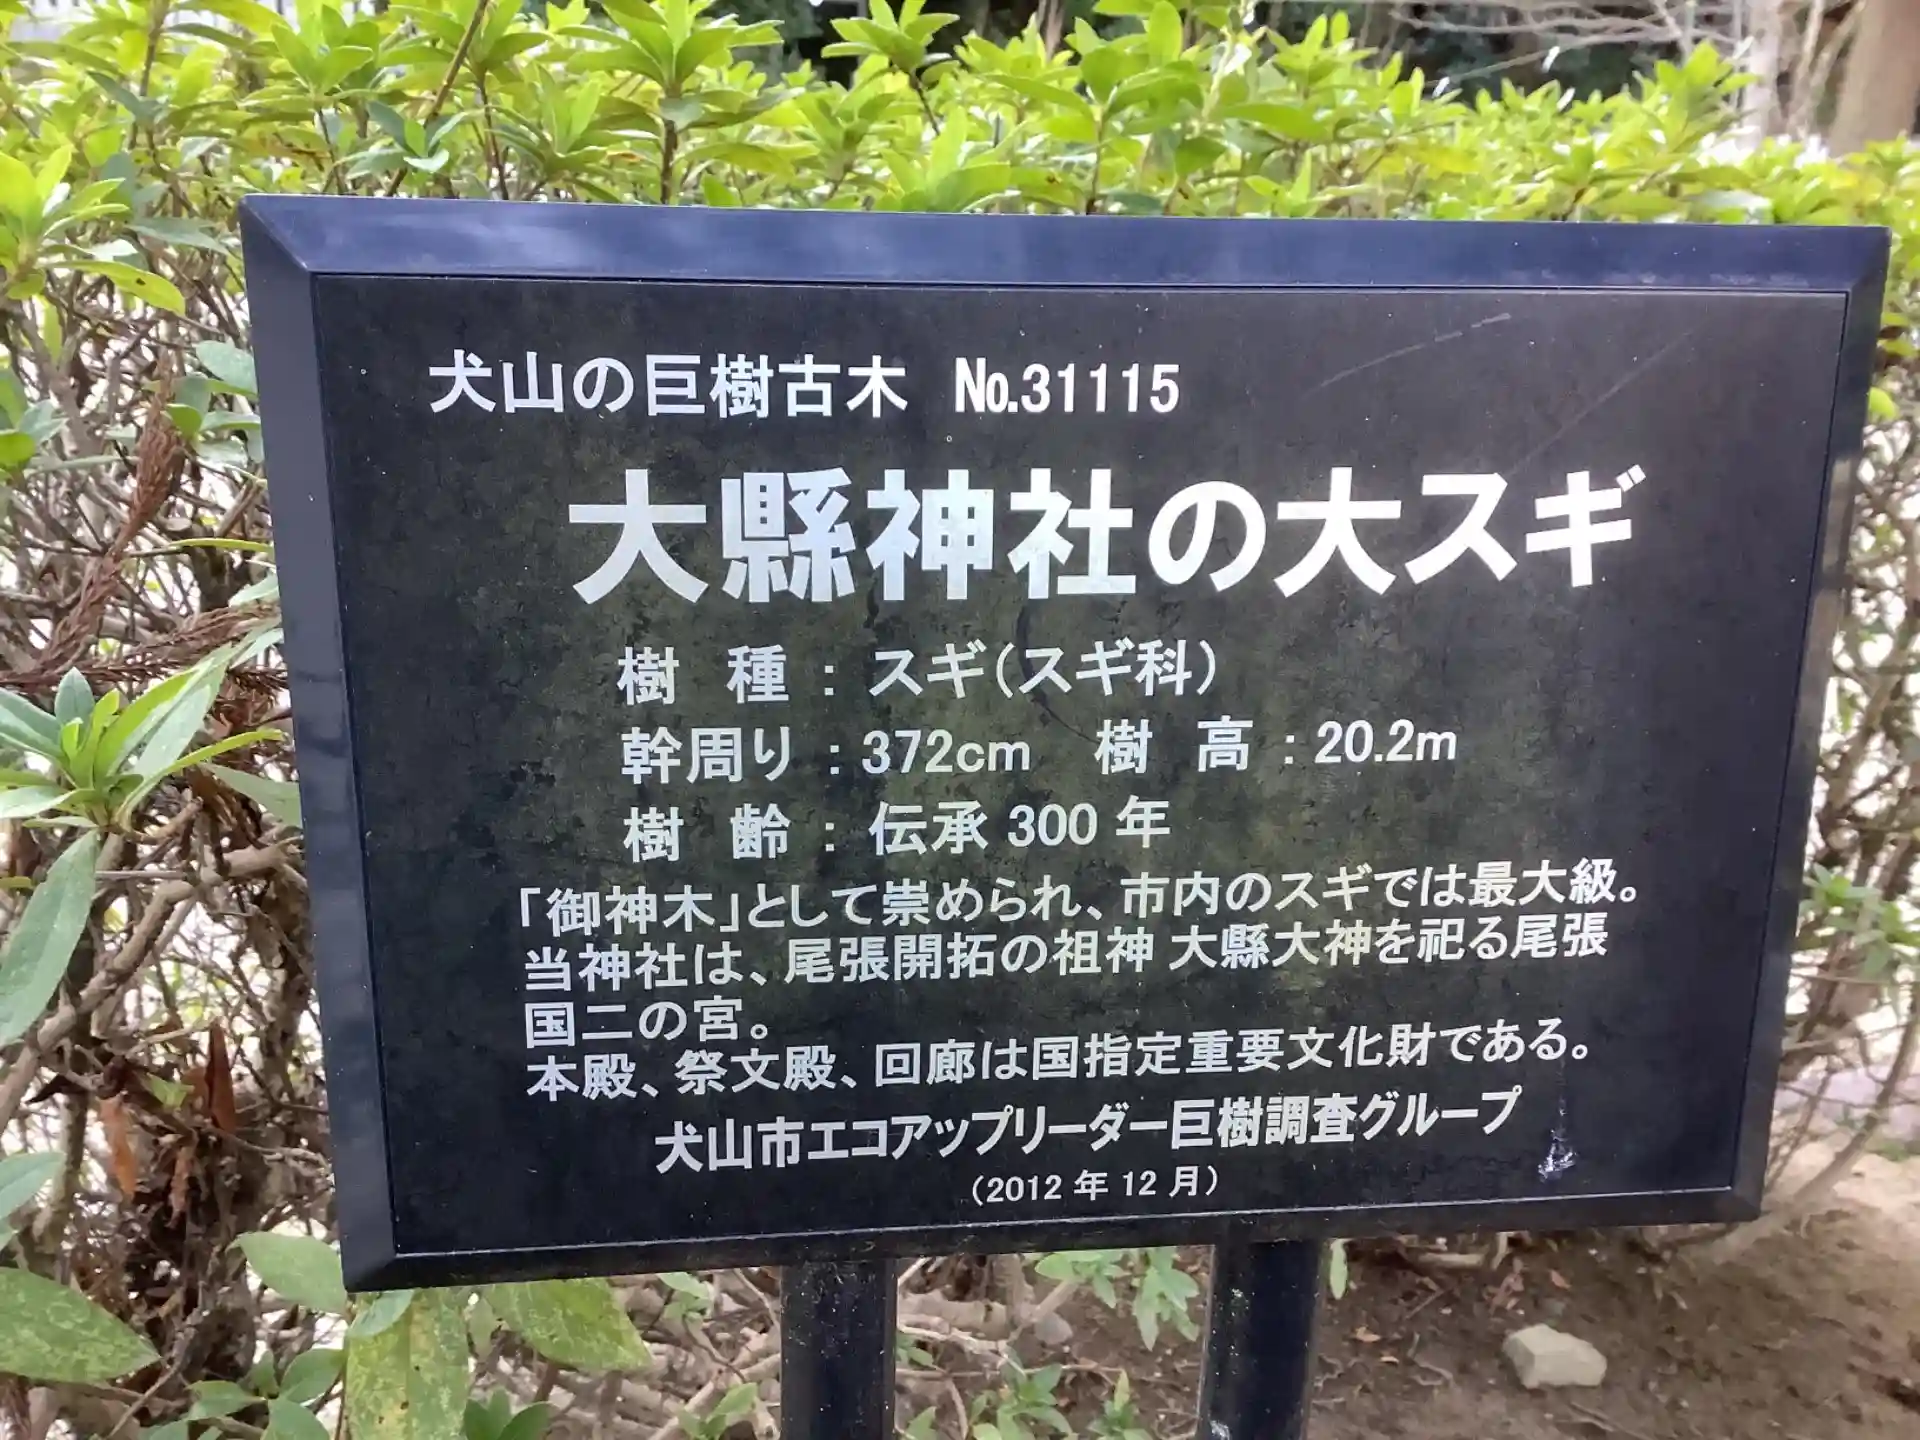 犬山の巨樹古木 №31115
大縣神社の大スギ
樹 種 : スギ(スギ科)
幹周り : 372cm 樹 高 : 20.2m
樹 齢 : 伝承 300 年
「御神木」として崇められ、市内のスギでは最大級。
当神社は、尾張開拓の祖神 大縣大神を祀る尾張
国二の宮。
本殿、祭文殿、回廊は国指定重要文化財である。
犬山市エコアップリーダー巨樹調査グループ
(2012 年 12 月)